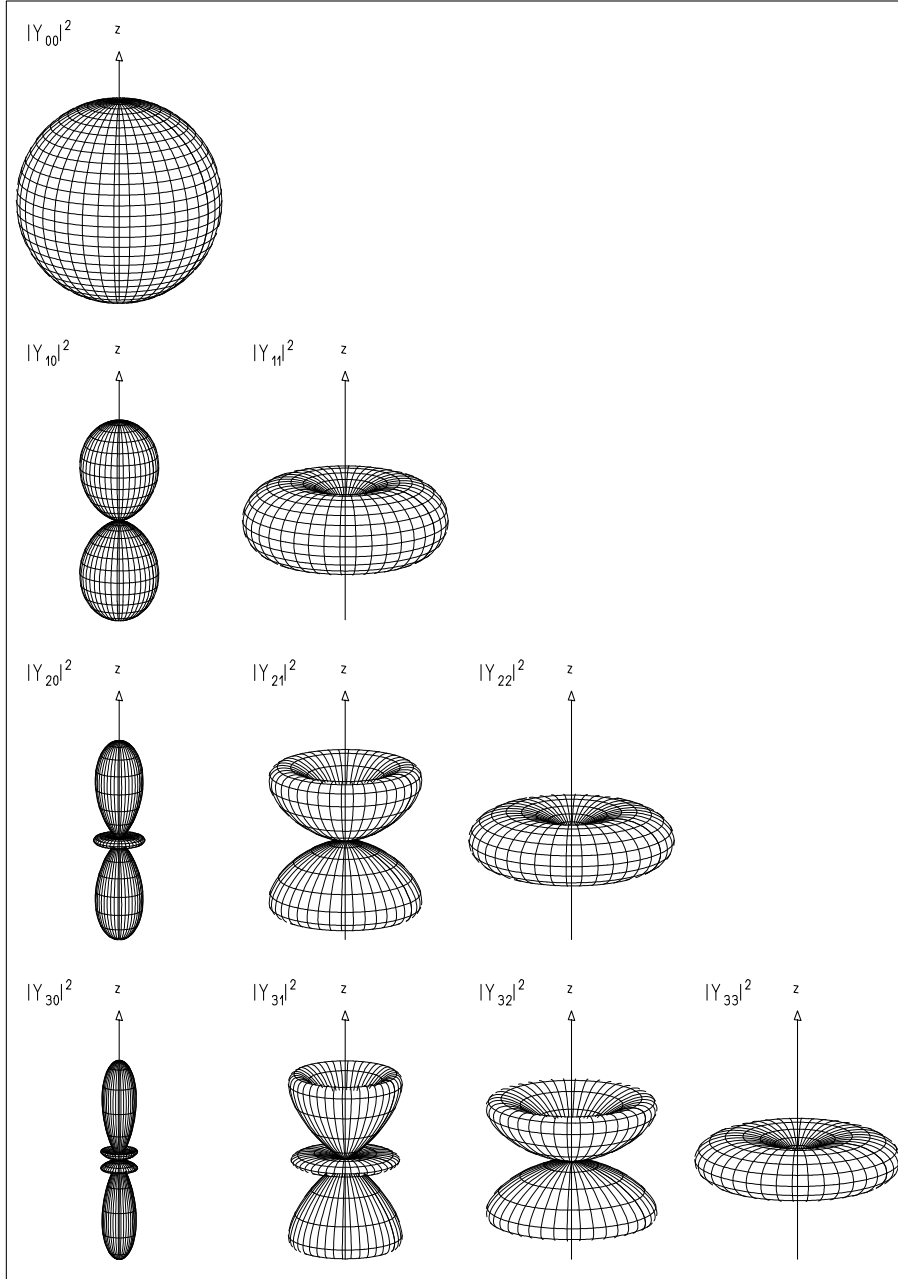 |Y₀₀|² z
|Y₁₀|² z |Y₁₁|² z
|Y₂₀|² z |Y₂₁|² z |Y₂₂|² z
|Y₃₀|² z |Y₃₁|² z |Y₃₂|² z |Y₃₃|² z